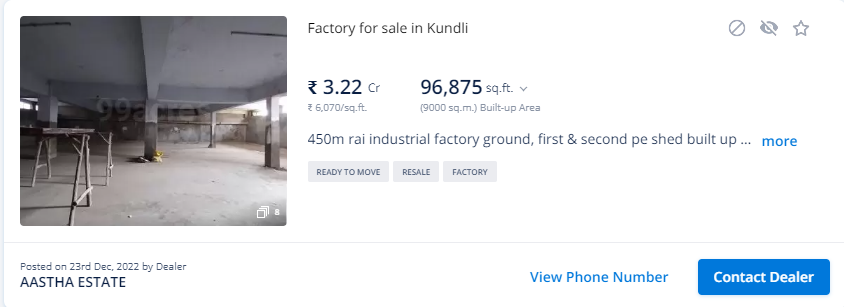 Factory for sale in Kundli
₹ 3.22 Cr
96,875 sq.ft.
₹ 6,070/sq.ft.
(9000 sq.m.) Built-up Area
450m rai industrial factory ground, first & second pe shed built up ... more
READY TO MOVE RESALE FACTORY
99acres
8
Posted on 23rd Dec, 2022 by Dealer
AASTHA ESTATE
View Phone Number
Contact Dealer